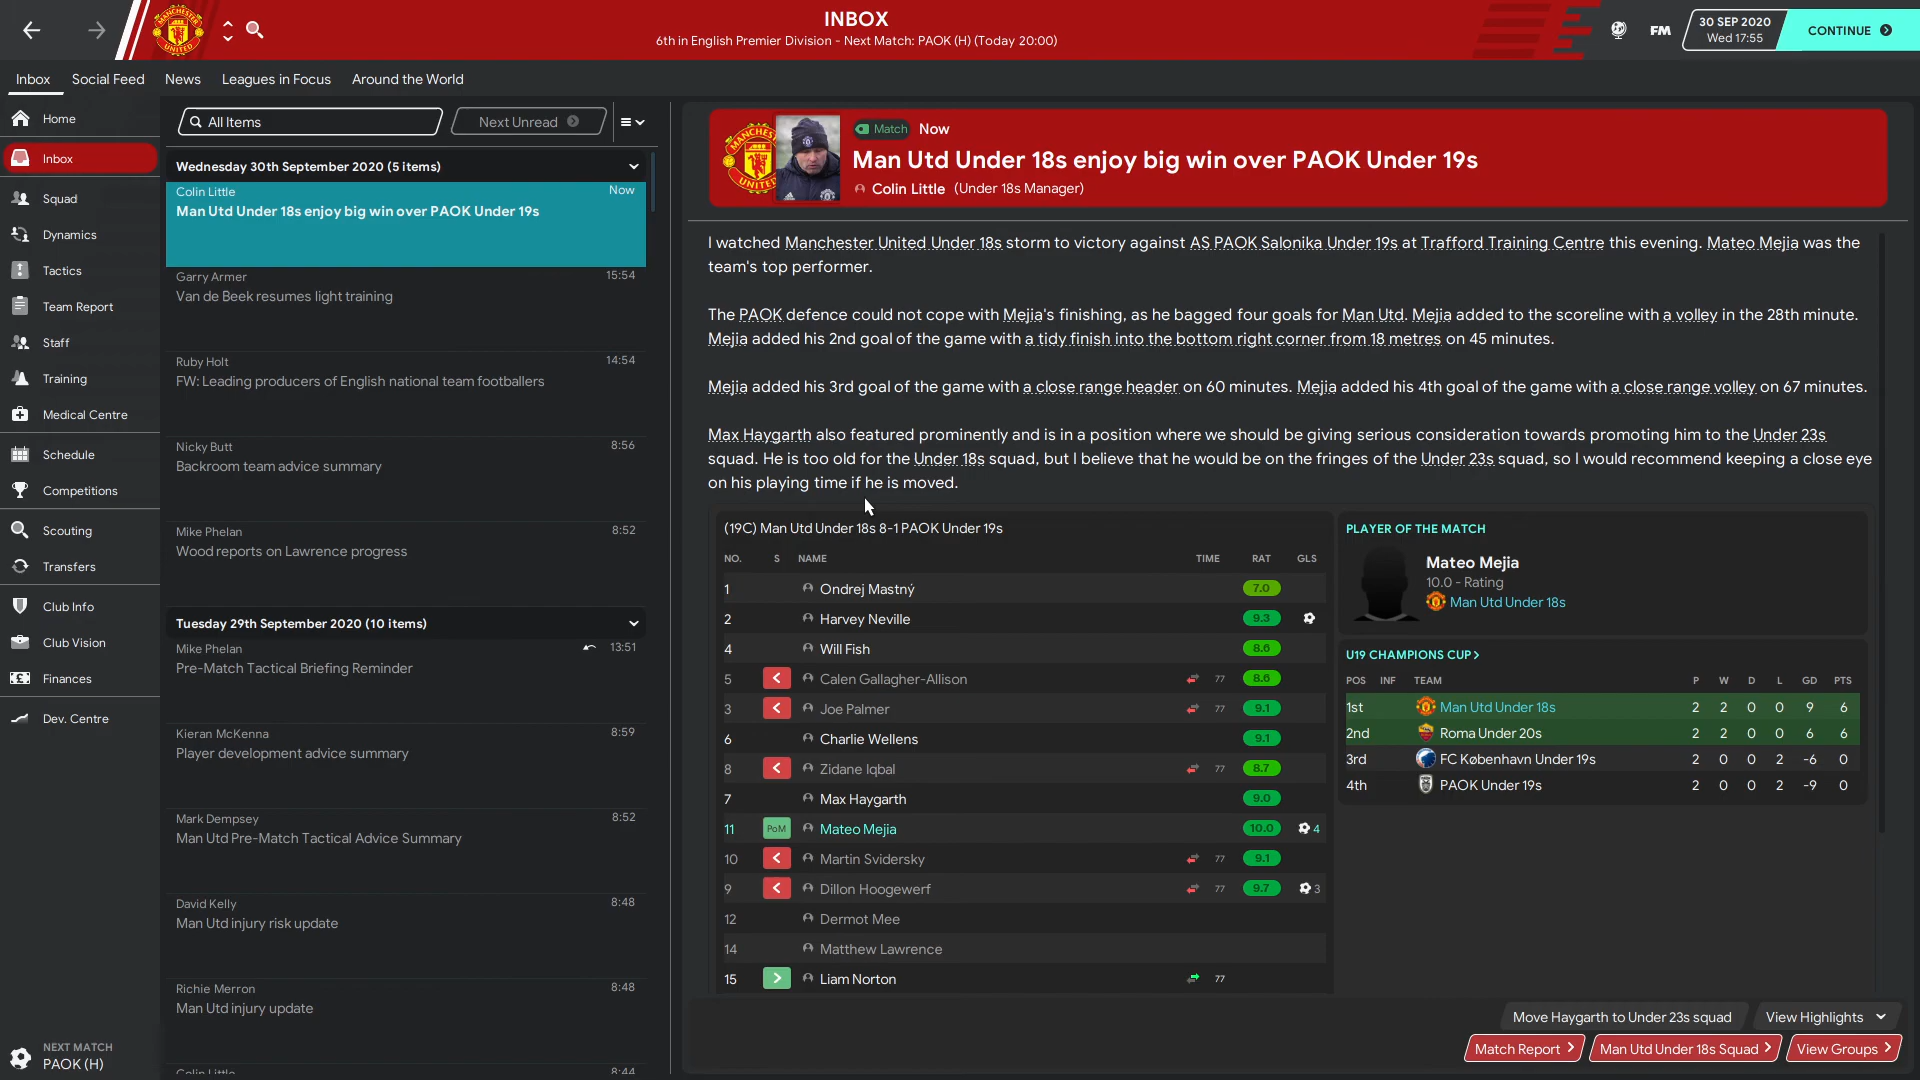 INBOX
6th in English Premier Division - Next Match: PAOK (H) (Today 20:00)
FM
30 SEP 2020
Wed 17:55
CONTINUE
Inbox Social Feed News Leagues in Focus Around the World
Home
Inbox
Squad
Dynamics
Tactics
Team Report
Staff
Training
Medical Centre
Schedule
Competitions
Scouting
Transfers
Club Info
Club Vision
Finances
Dev. Centre
NEXT MATCH
PAOK (H)
All Items
Next Unread
Wednesday 30th September 2020 (5 items)
Colin Little Now
Man Utd Under 18s enjoy big win over PAOK Under 19s
Garry Armer 15:54
Van de Beek resumes light training
Ruby Holt 14:54
FW: Leading producers of English national team footballers
Nicky Butt 8:56
Backroom team advice summary
Mike Phelan 8:52
Wood reports on Lawrence progress
Tuesday 29th September 2020 (10 items)
Mike Phelan 13:51
Pre-Match Tactical Briefing Reminder
Kieran McKenna 8:59
Player development advice summary
Mark Dempsey 8:52
Man Utd Pre-Match Tactical Advice Summary
David Kelly 8:48
Man Utd injury risk update
Richie Merron 8:48
Man Utd injury update
Colin Little 8:44
Match Now
Man Utd Under 18s enjoy big win over PAOK Under 19s
Colin Little (Under 18s Manager)
I watched Manchester United Under 18s storm to victory against AS PAOK Salonika Under 19s at Trafford Training Centre this evening. Mateo Mejia was the
team's top performer.
The PAOK defence could not cope with Mejia's finishing, as he bagged four goals for Man Utd. Mejia added to the scoreline with a volley in the 28th minute.
Mejia added his 2nd goal of the game with a tidy finish into the bottom right corner from 18 metres on 45 minutes.
Mejia added his 3rd goal of the game with a close range header on 60 minutes. Mejia added his 4th goal of the game with a close range volley on 67 minutes.
Max Haygarth also featured prominently and is in a position where we should be giving serious consideration towards promoting him to the Under 23s
squad. He is too old for the Under 18s squad, but I believe that he would be on the fringes of the Under 23s squad, so I would recommend keeping a close eye
on his playing time if he is moved.
(19C) Man Utd Under 18s 8-1 PAOK Under 19s
NO. S NAME TIME RAT GLS
1 Ondrej Mastný 7.0
2 Harvey Neville 9.3
4 Will Fish 8.6
5 Calen Gallagher-Allison 77 8.6
3 Joe Palmer 77 9.1
6 Charlie Wellens 9.1
8 Zidane Iqbal 77 8.7
7 Max Haygarth 9.0
11 PoM Mateo Mejia 10.0 4
10 Martin Svidersky 77 9.1
9 Dillon Hoogewerf 77 9.7 3
12 Dermot Mee
14 Matthew Lawrence
15 Liam Norton 77
PLAYER OF THE MATCH
Mateo Mejia
10.0 - Rating
Man Utd Under 18s
U19 CHAMPIONS CUP >
POS INF TEAM P W D L GD PTS
1st Man Utd Under 18s 2 2 0 0 9 6
2nd Roma Under 20s 2 2 0 0 6 6
3rd FC København Under 19s 2 0 0 2 -6 0
4th PAOK Under 19s 2 0 0 2 -9 0
Move Haygarth to Under 23s squad
View Highlights
Match Report >
Man Utd Under 18s Squad >
View Groups >